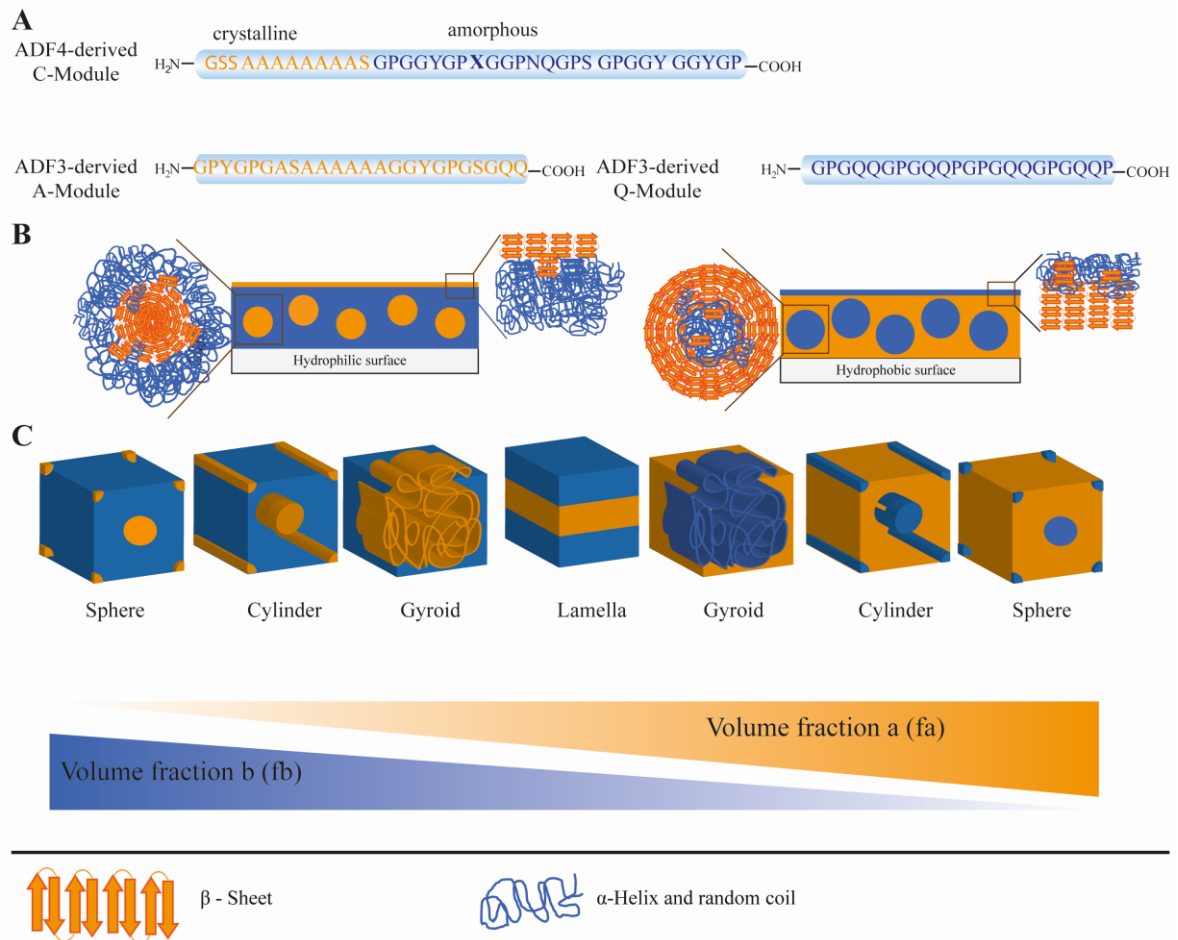 A
crystalline
amorphous
ADF4-derived
C-Module
H₂N
GSS AAAAAAAAS GPGGYGP X GGPNQGPS GPGGY GGYGP
COOH
ADF3-dervied
A-Module
H₂N
GPYGPGASAAAAAAGGYGPGSGQQ
COOH
ADF3-derived
Q-Module
H₂N
GPGQQGPGQQPGPGQQGPGQQP
COOH
B
Hydrophilic surface
Hydrophobic surface
C
Sphere
Cylinder
Gyroid
Lamella
Gyroid
Cylinder
Sphere
Volume fraction a (fa)
Volume fraction b (fb)
β - Sheet
α-Helix and random coil